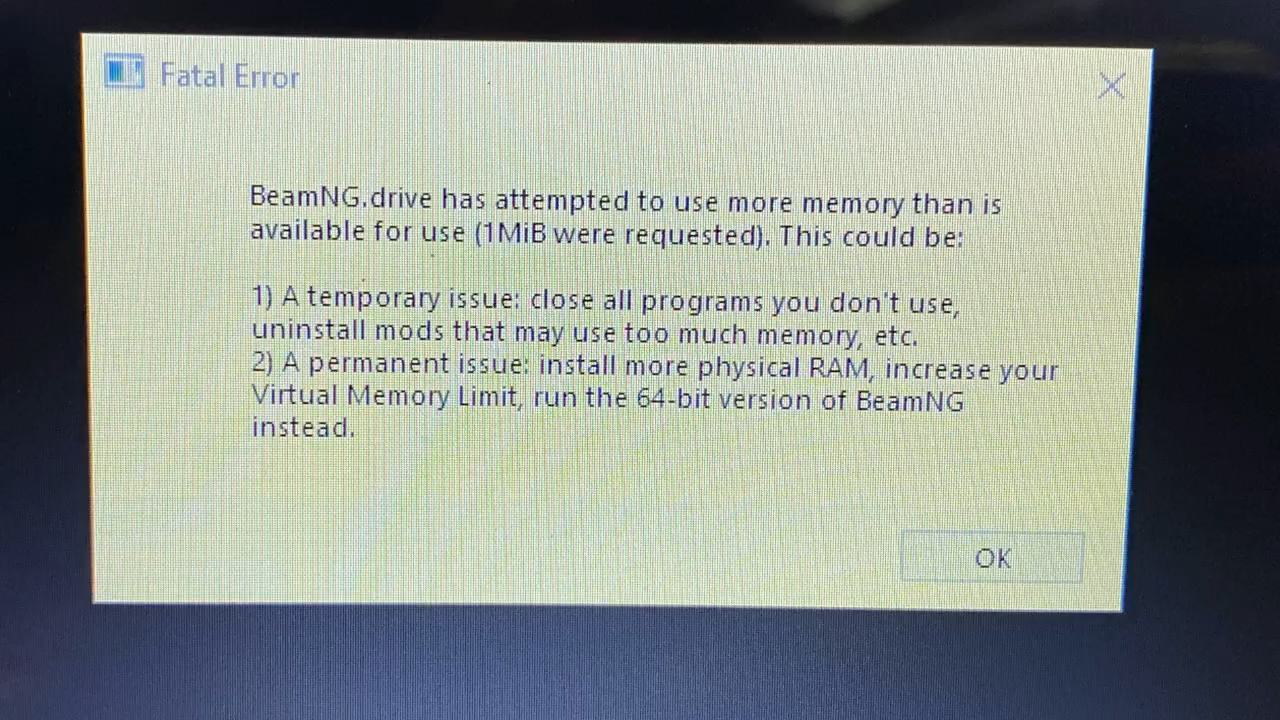 Fatal Error
BeamNG.drive has attempted to use more memory than is
available for use (1MiB were requested). This could be:
1) A temporary issue: close all programs you don't use,
uninstall mods that may use too much memory, etc.
2) A permanent issue: install more physical RAM, increase your
Virtual Memory Limit, run the 64-bit version of BeamNG
instead.
OK